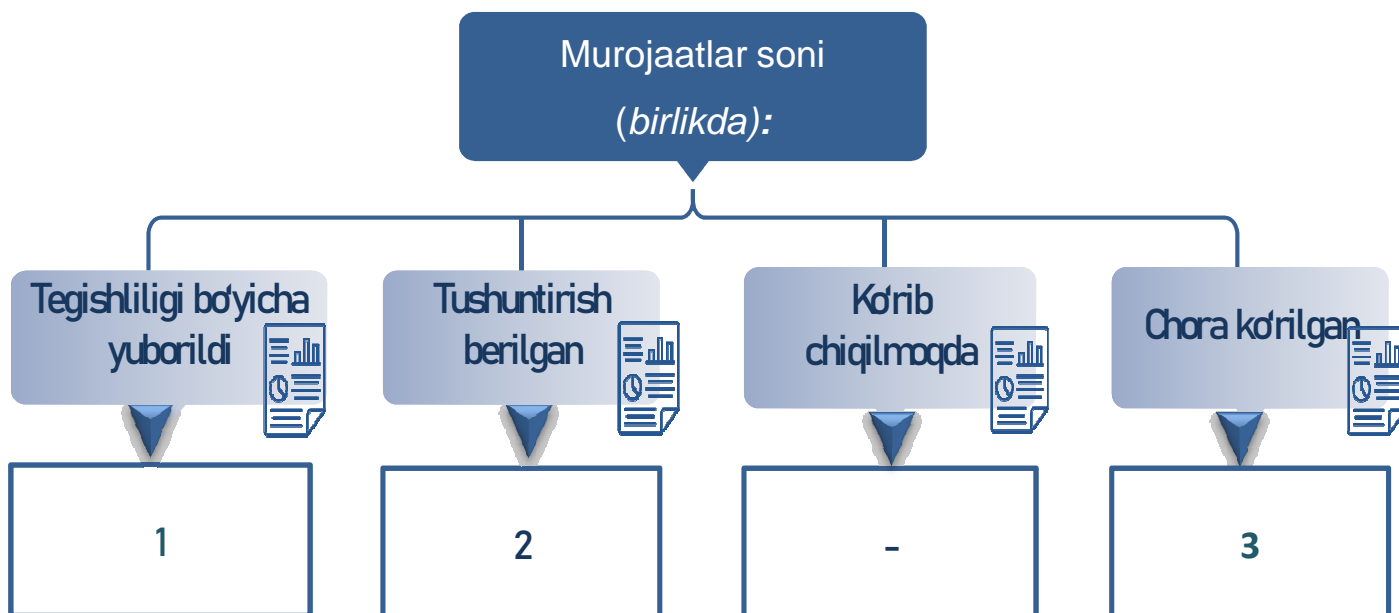 Murojaatlar soni
(birlikda):
Tegishliligi bo'yicha
yuborildi
Tushuntirish
berilgan
Ko'rib
chiqilmoqda
Chora ko'rilgan
1
2
-
3